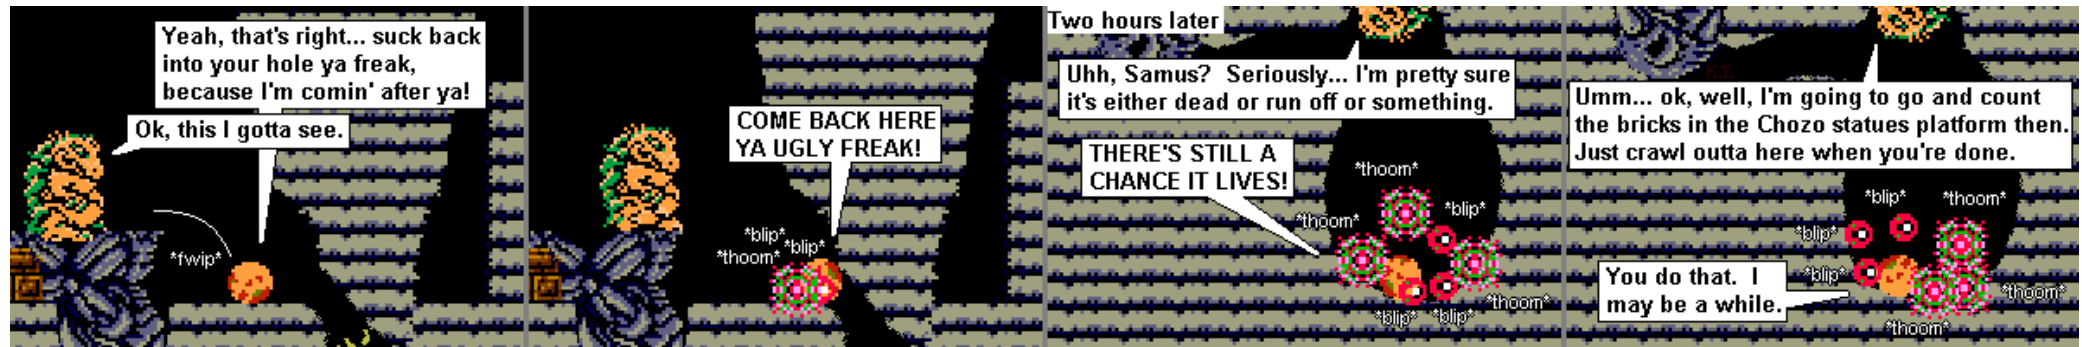 Yeah, that's right... suck back
into your hole ya freak,
because I'm comin' after ya!
Ok, this I gotta see.
*fwip*
COME BACK HERE
YA UGLY FREAK!
*blip*
*blip*
*thoom*
Two hours later
Uhh, Samus?  Seriously... I'm pretty sure
it's either dead or run off or something.
THERE'S STILL A
CHANCE IT LIVES!
*thoom*
*thoom*
*blip*
*thoom*
*blip*
*blip*
Umm... ok, well, I'm going to go and count
the bricks in the Chozo statues platform then.
Just crawl outta here when you're done.
*blip*
*thoom*
*blip*
*blip*
You do that.  I
may be a while.
*thoom*
*thoom*